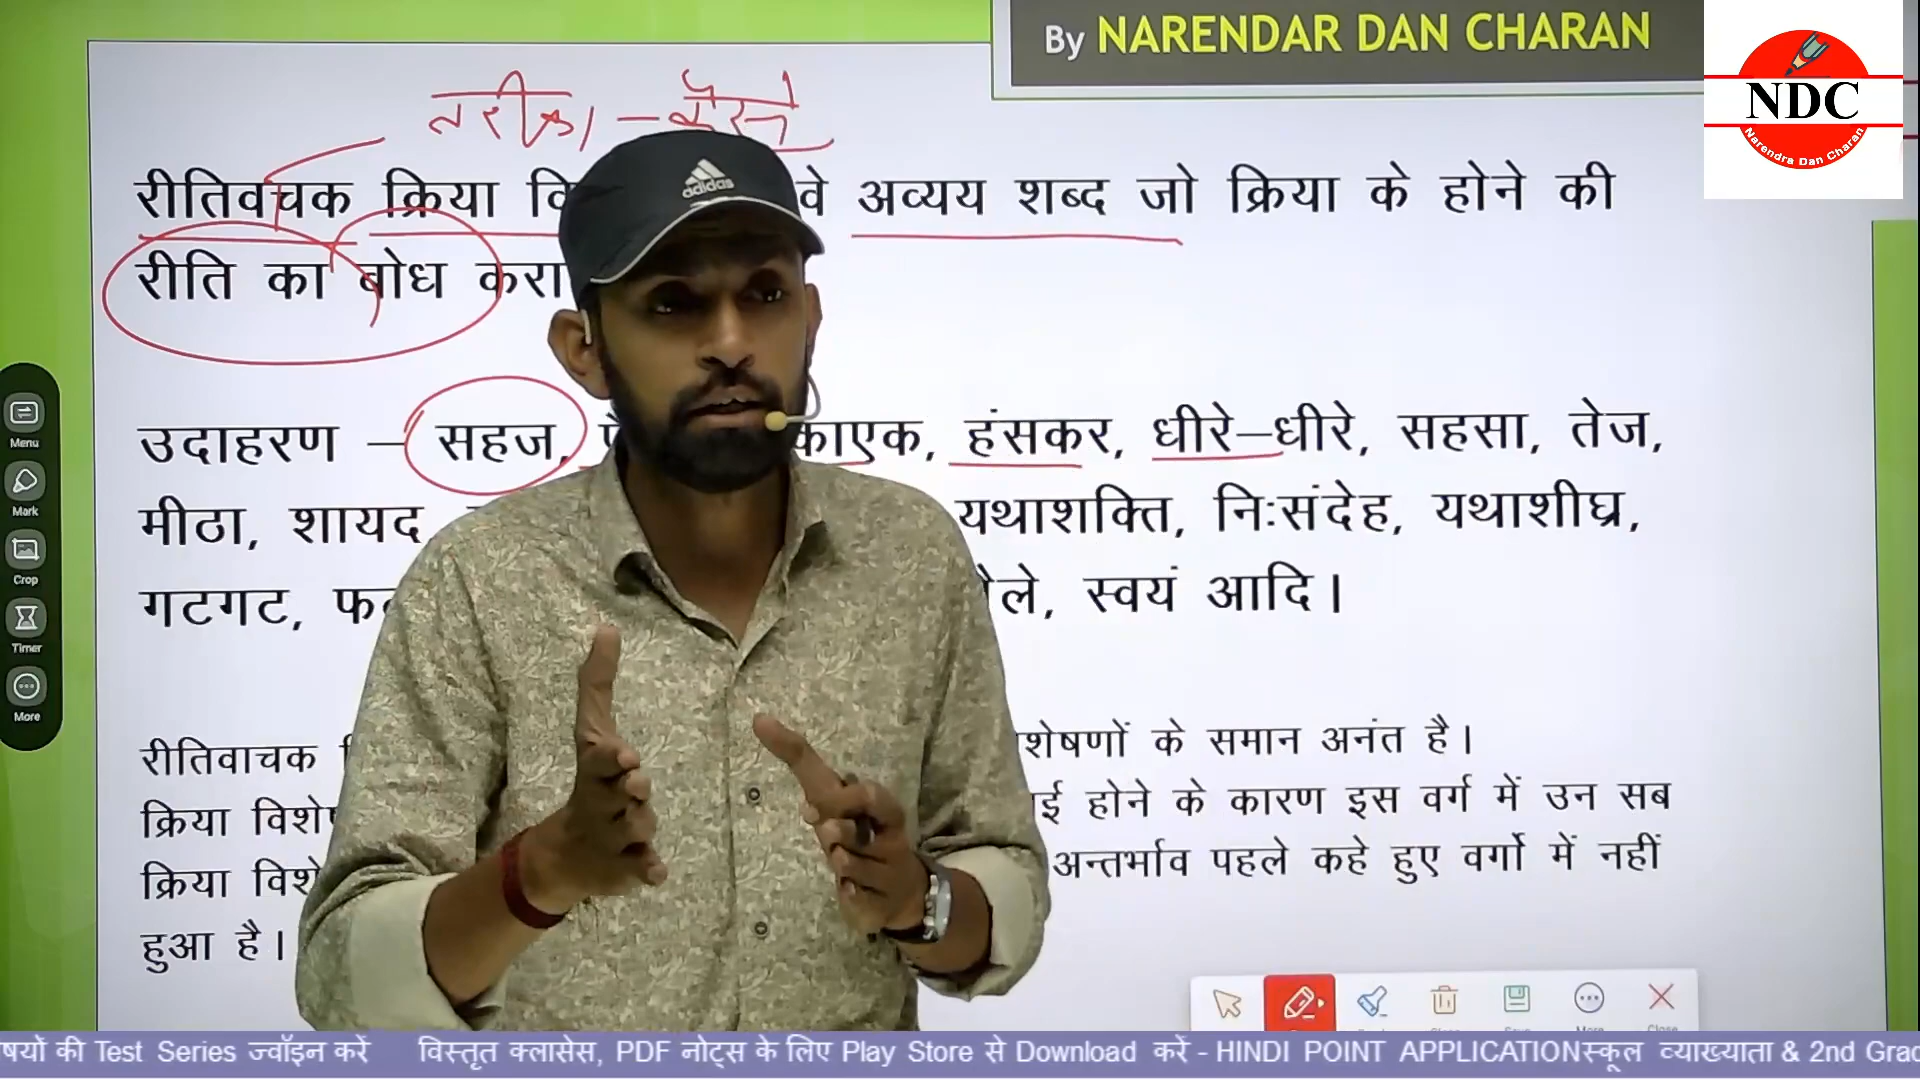 By NARENDAR DAN CHARAN
NDC
Narendra Dan Charan
तरीका – कैसे
रीतिवचक क्रिया वि वे अव्यय शब्द जो क्रिया के होने की
रीति का बोध करा
adidas
उदाहरण – सहज, काएक, हंसकर, धीरे–धीरे, सहसा, तेज,
मीठा, शायद, यथाशक्ति, निःसंदेह, यथाशीघ्र,
गटगट, फ ले, स्वयं आदि।
रीतिवाचक शेषणों के समान अनंत है।
क्रिया विशे ई होने के कारण इस वर्ग में उन सब
क्रिया विशे अन्तर्भाव पहले कहे हुए वर्गो में नहीं
हुआ है।
Menu
Mark
Crop
Timer
More
षयों की Test Series ज्वॉइन करें विस्तृत क्लासेस, PDF नोट्स के लिए Play Store से Download करें - HINDI POINT APPLICATION स्कूल व्याख्याता & 2nd Grad